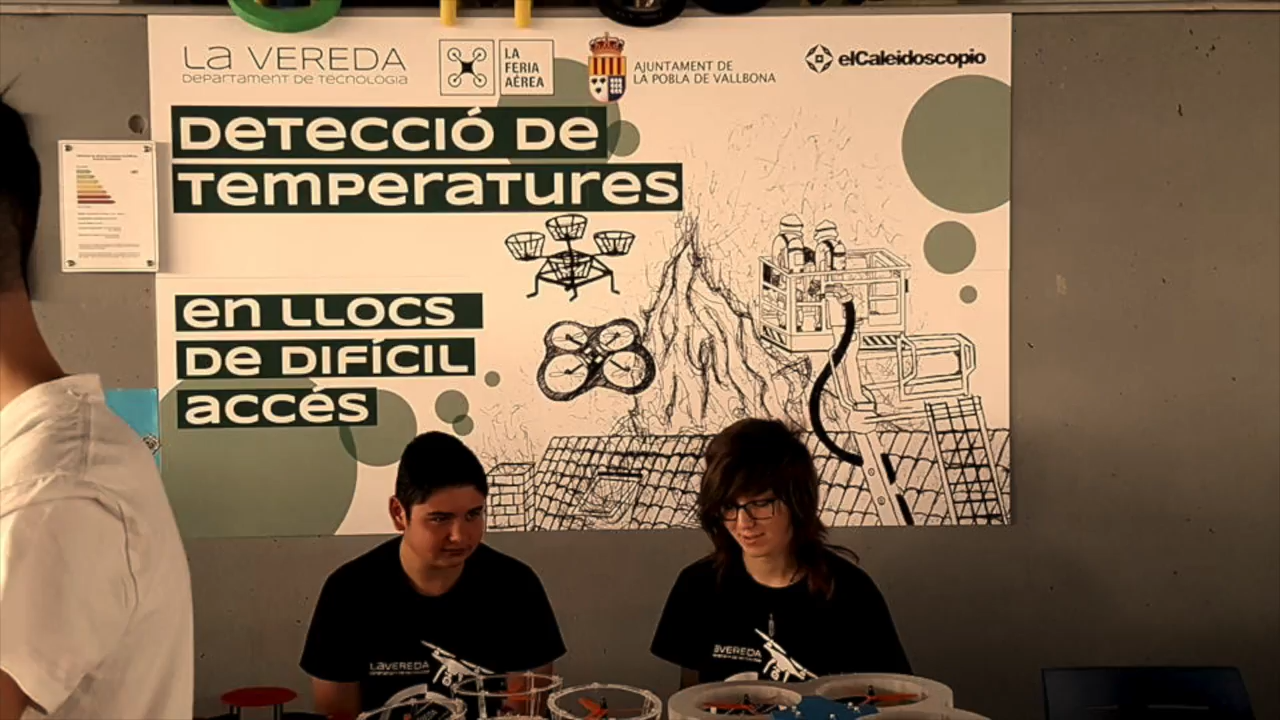 La VEREDA
DEPARTAMENT DE TECNOLOGIA
LA
FERIA
AÈREA
AJUNTAMENT DE
LA POBLA DE VALLBONA
elCaleidoscopio
DETECCIÓ DE
TEMPERATURES
en LLOCS
DE DIFÍCIL
accés
LaVEREDA
aVEREDA